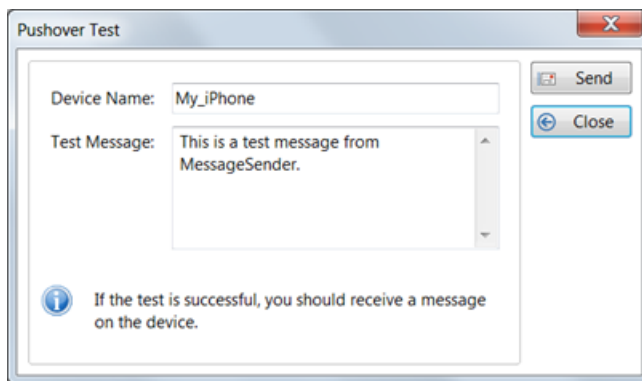 Pushover Test
Device Name: My_iPhone
Send
Close
Test Message: This is a test message from
MessageSender.
If the test is successful, you should receive a message
on the device.